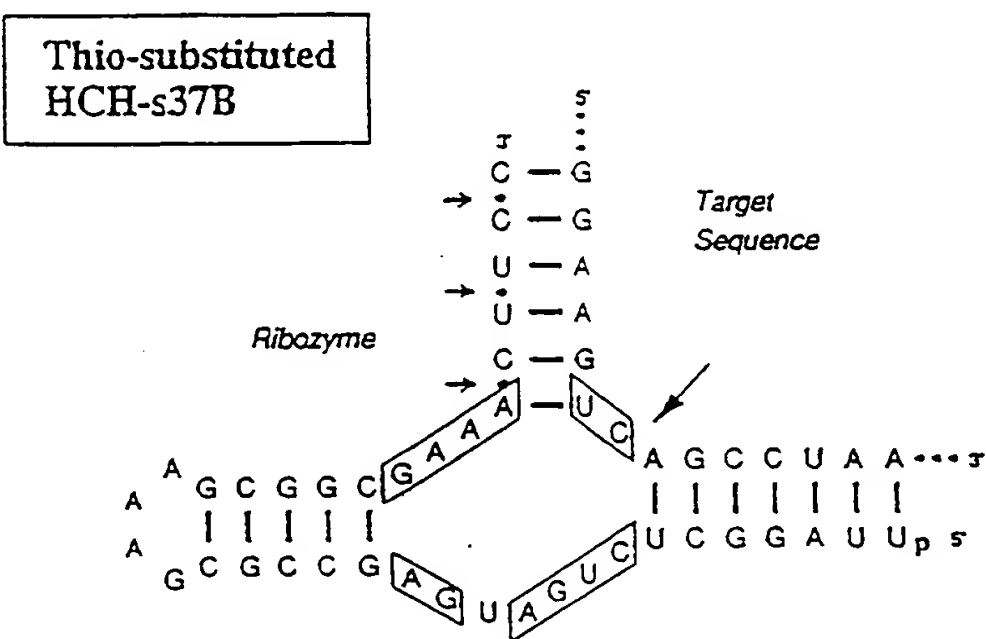 Thio-substituted
HCH-s37B
5
3
C – G
→ C – G
U – A
→ U – A
C – G
→ A – U
Target
Sequence
Ribozyme
G A A A
U C
A G C C U A A 3
U C G G A U U p 5
A G C G G C
A
A
G C G C C G
A G U A G U C